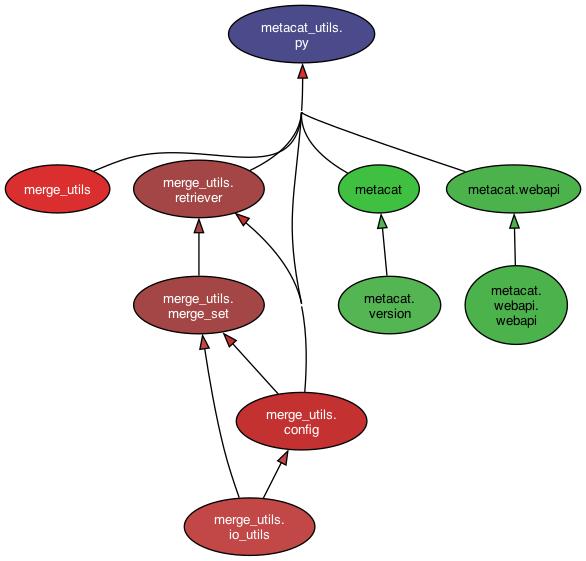 metacat_utils.
py
merge_utils
merge_utils.
retriever
metacat
metacat.webapi
merge_utils.
merge_set
metacat.
version
metacat.
webapi.
webapi
merge_utils.
config
merge_utils.
io_utils